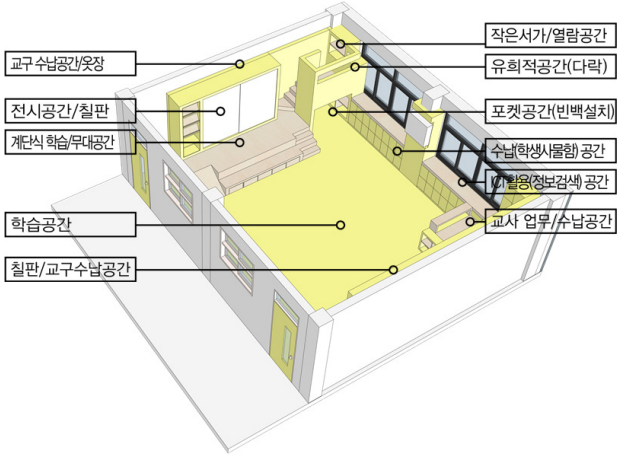 교구 수납공간/옷장
전시공간/칠판
계단식 학습/무대공간
학습공간
칠판/교구수납공간
작은서가/열람공간
유희적공간(다락)
포켓공간(빈백설치)
수납(학생사물함) 공간
ICT활용(정보검색) 공간
교사 업무/수납공간